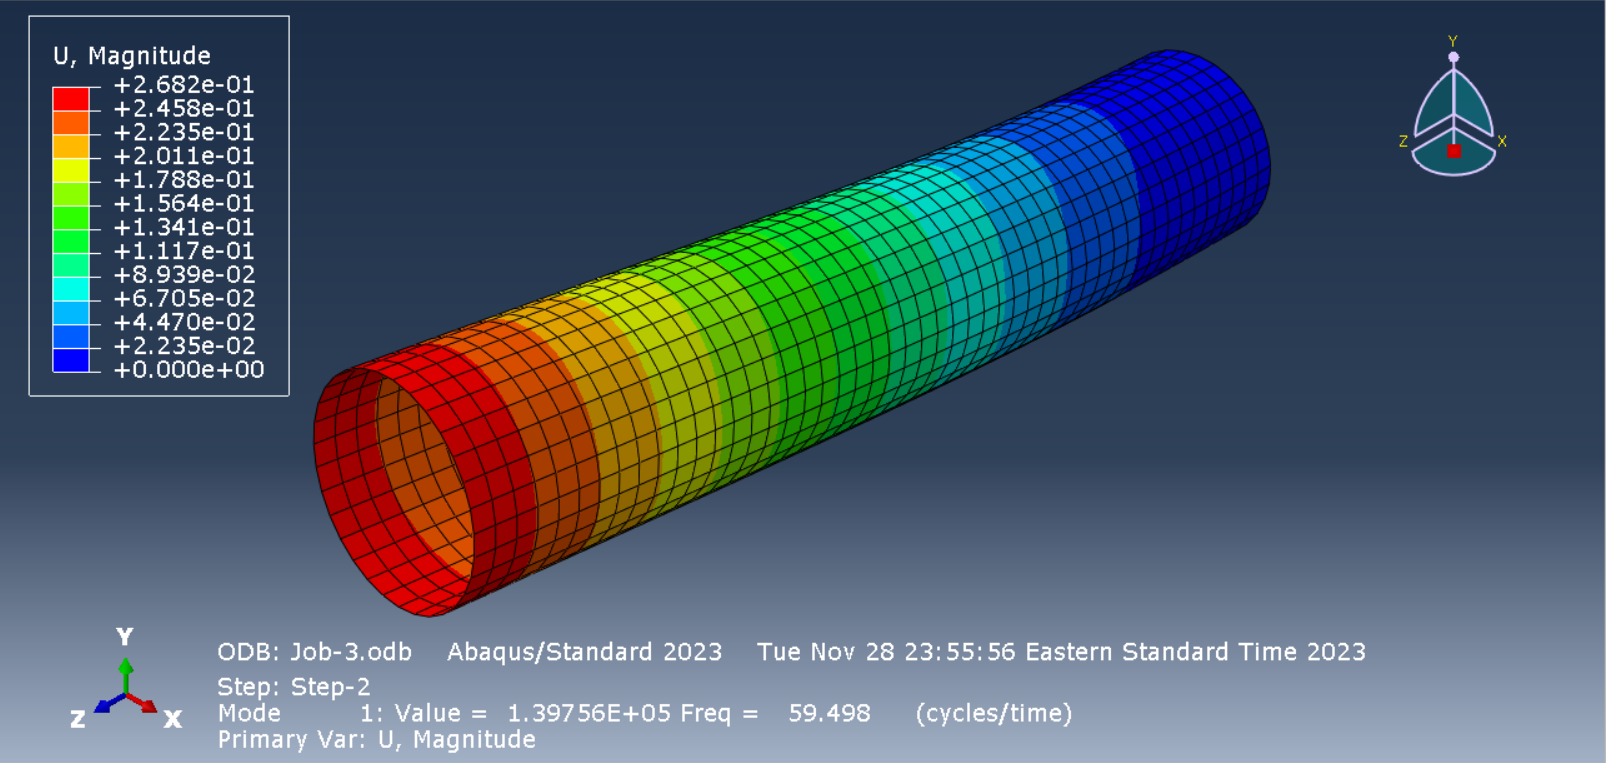 U, Magnitude
+2.682e-01
+2.458e-01
+2.235e-01
+2.011e-01
+1.788e-01
+1.564e-01
+1.341e-01
+1.117e-01
+8.939e-02
+6.705e-02
+4.470e-02
+2.235e-02
+0.000e+00
Y
Z X
Y
Z X
ODB: Job-3.odb Abaqus/Standard 2023 Tue Nov 28 23:55:56 Eastern Standard Time 2023
Step: Step-2
Mode 1: Value = 1.39756E+05 Freq = 59.498 (cycles/time)
Primary Var: U, Magnitude